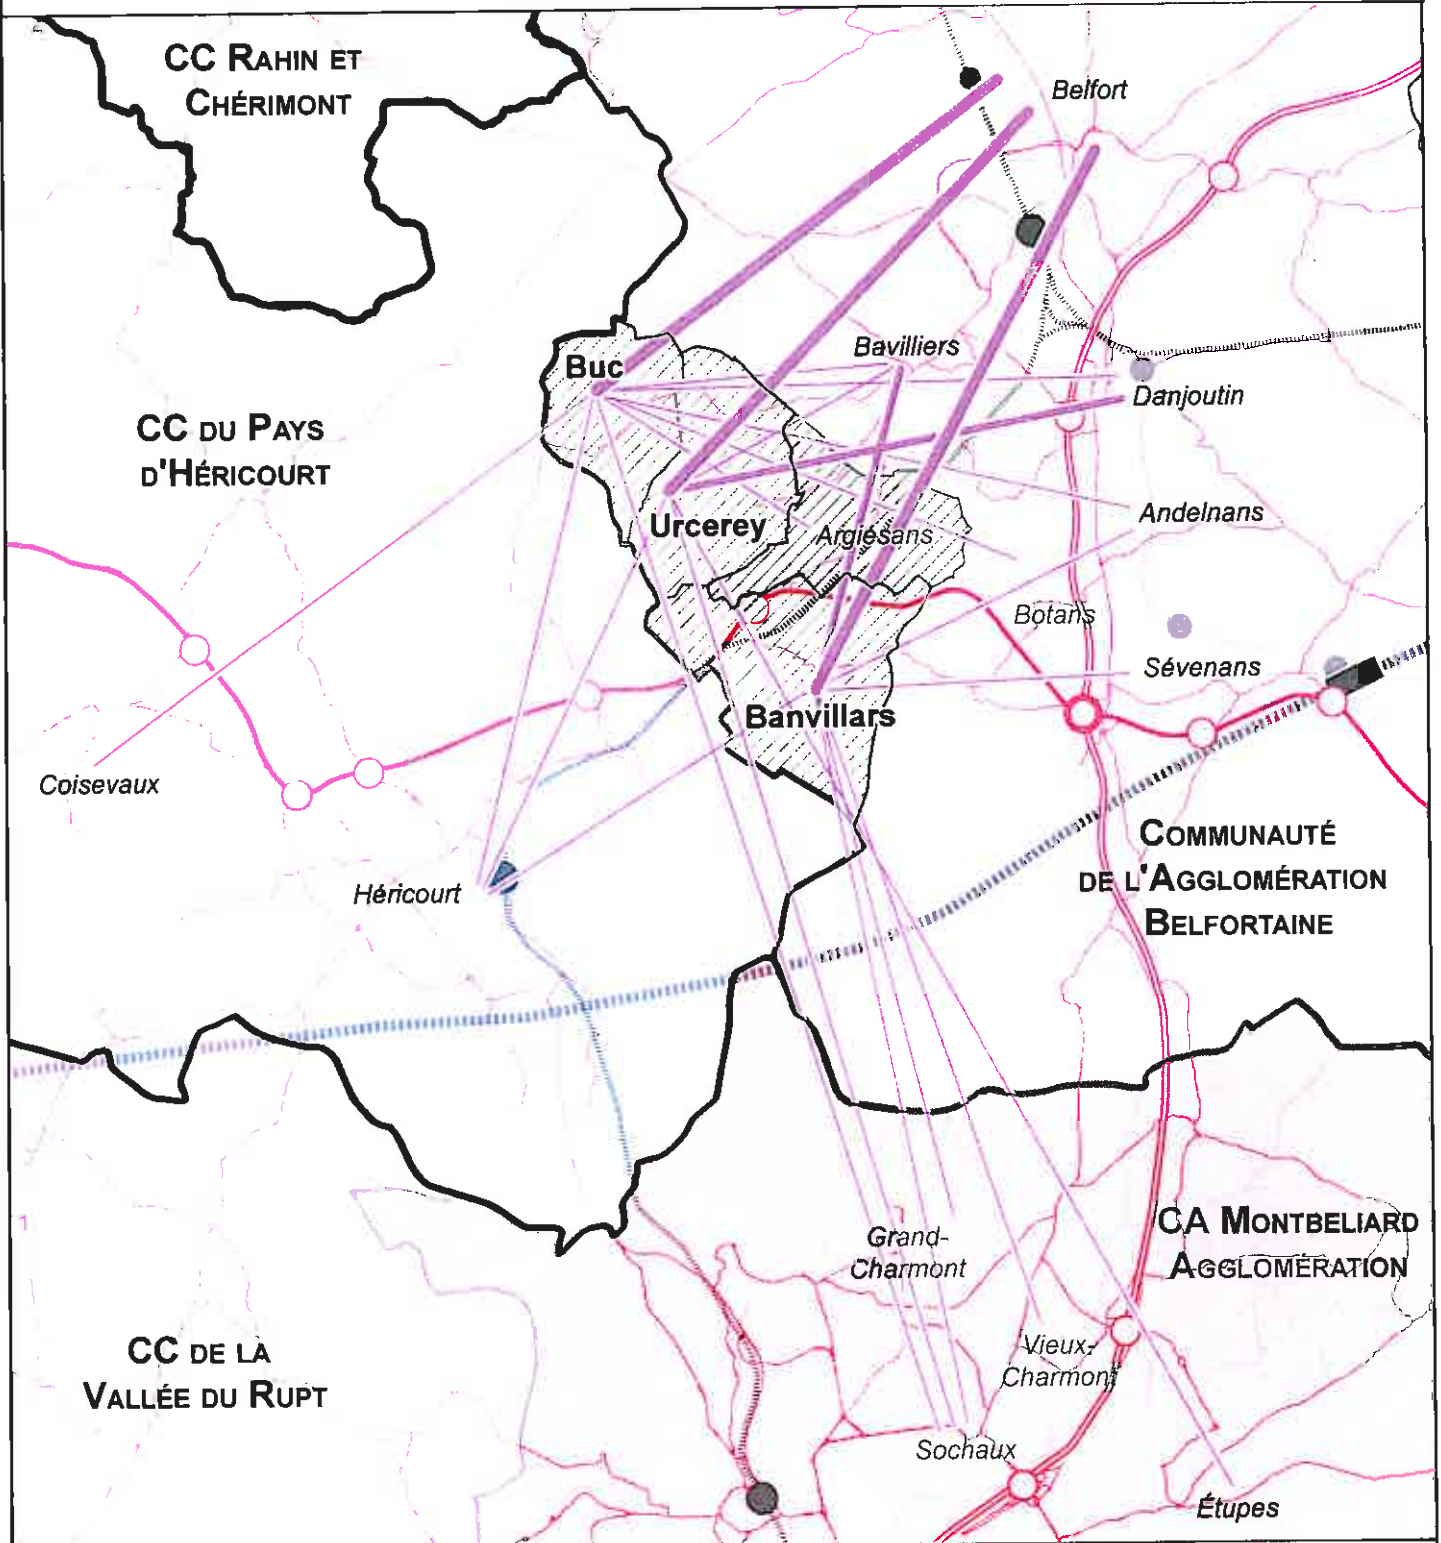 CC RAHIN ET
CHÉRIMONT
Belfort
Bavilliers
Buc
Danjoutin
CC DU PAYS
D'HÉRICOURT
Andelnans
Urcerey
Argiésans
Botans
Sévenans
Banvillars
Coisevaux
COMMUNAUTÉ
DE L'AGGLOMÉRATION
BELFORTAINE
Héricourt
CA MONTBELIARD
AGGLOMÉRATION
Grand-
Charmont
Vieux-
Charmont
CC DE LA
VALLÉE DU RUPT
Sochaux
Étupes